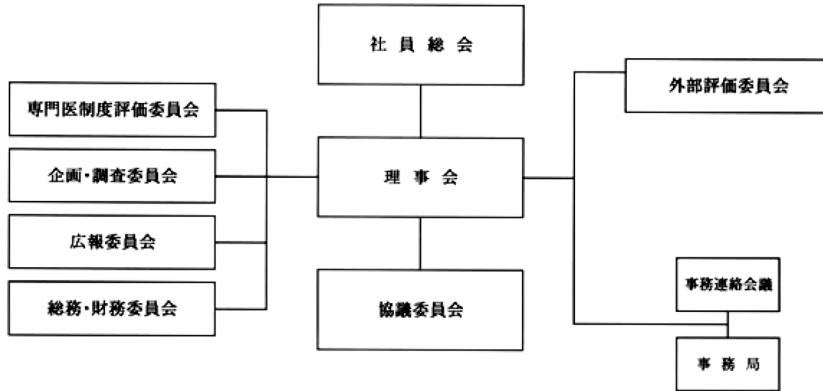 社員総会
専門医制度評価委員会
外部評価委員会
企画・調査委員会
理事会
広報委員会
総務・財務委員会
協議委員会
事務連絡会議
事務局